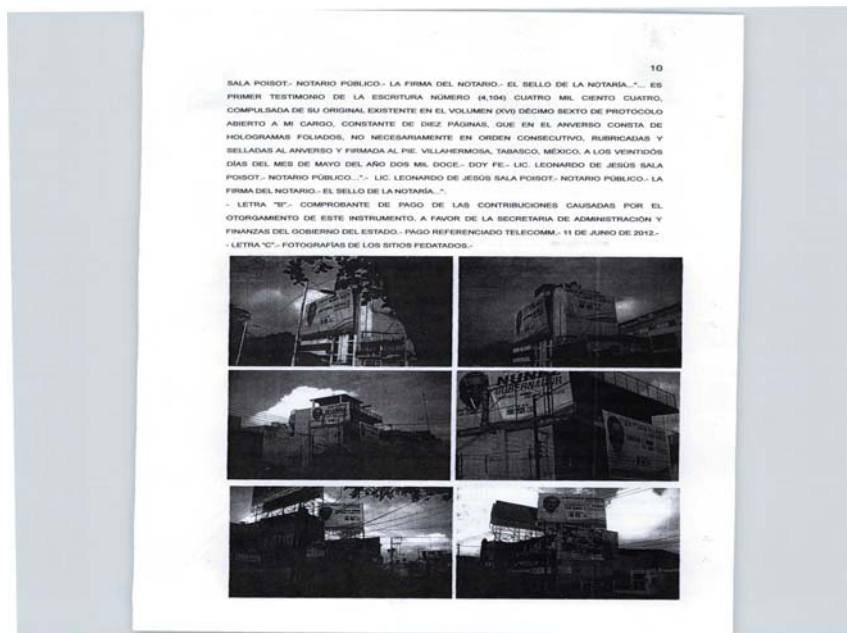 10
SALA POISOT.- NOTARIO PÚBLICO.- LA FIRMA DEL NOTARIO.- EL SELLO DE LA NOTARÍA..."... ES
PRIMER TESTIMONIO DE LA ESCRITURA NÚMERO (4,104) CUATRO MIL CIENTO CUATRO,
COMPULSADA DE SU ORIGINAL EXISTENTE EN EL VOLUMEN (XVI) DÉCIMO SEXTO DE PROTOCOLO
ABIERTO A MI CARGO, CONSTANTE DE DIEZ PÁGINAS, QUE EN EL ANVERSO CONSTA DE
HOLOGRAMAS FOLIADOS, NO NECESARIAMENTE EN ORDEN CONSECUTIVO, RUBRICADAS Y
SELLADAS AL ANVERSO Y FIRMADA AL PIE. VILLAHERMOSA, TABASCO, MÉXICO, A LOS VEINTIDÓS
DÍAS DEL MES DE MAYO DEL AÑO DOS MIL DOCE.- DOY FE.- LIC. LEONARDO DE JESÚS SALA
POISOT.- NOTARIO PÚBLICO...".- LIC. LEONARDO DE JESÚS SALA POISOT.- NOTARIO PÚBLICO.- LA
FIRMA DEL NOTARIO.- EL SELLO DE LA NOTARÍA...".
- LETRA "B".- COMPROBANTE DE PAGO DE LAS CONTRIBUCIONES CAUSADAS POR EL
OTORGAMIENTO DE ESTE INSTRUMENTO, A FAVOR DE LA SECRETARIA DE ADMINISTRACIÓN Y
FINANZAS DEL GOBIERNO DEL ESTADO.- PAGO REFERENCIADO TELECOMM.- 11 DE JUNIO DE 2012.-
- LETRA "C".- FOTOGRAFÍAS DE LOS SITIOS FEDATADOS.-
NUÑEZ
GOBERNADOR